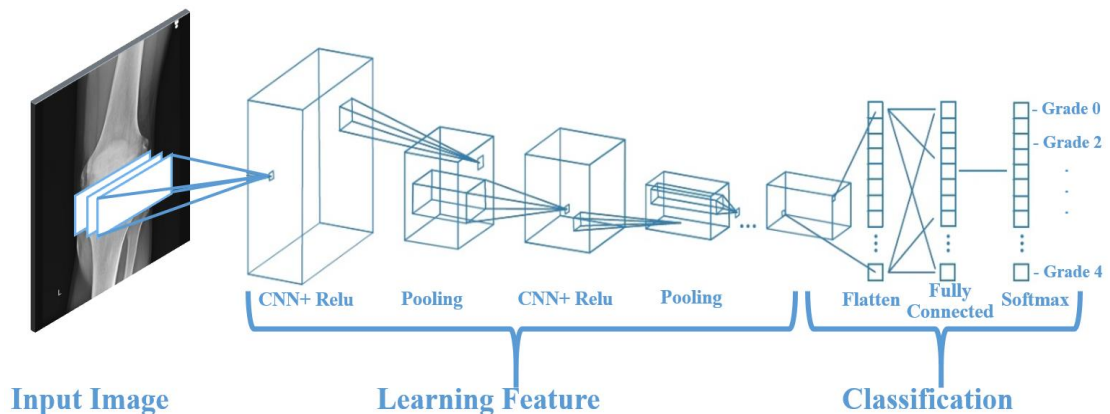 L
- Grade 0
- Grade 2
...
- Grade 4
CNN+ Relu
Pooling
CNN+ Relu
Pooling
Flatten
Fully
Connected
Softmax
Input Image
Learning Feature
Classification